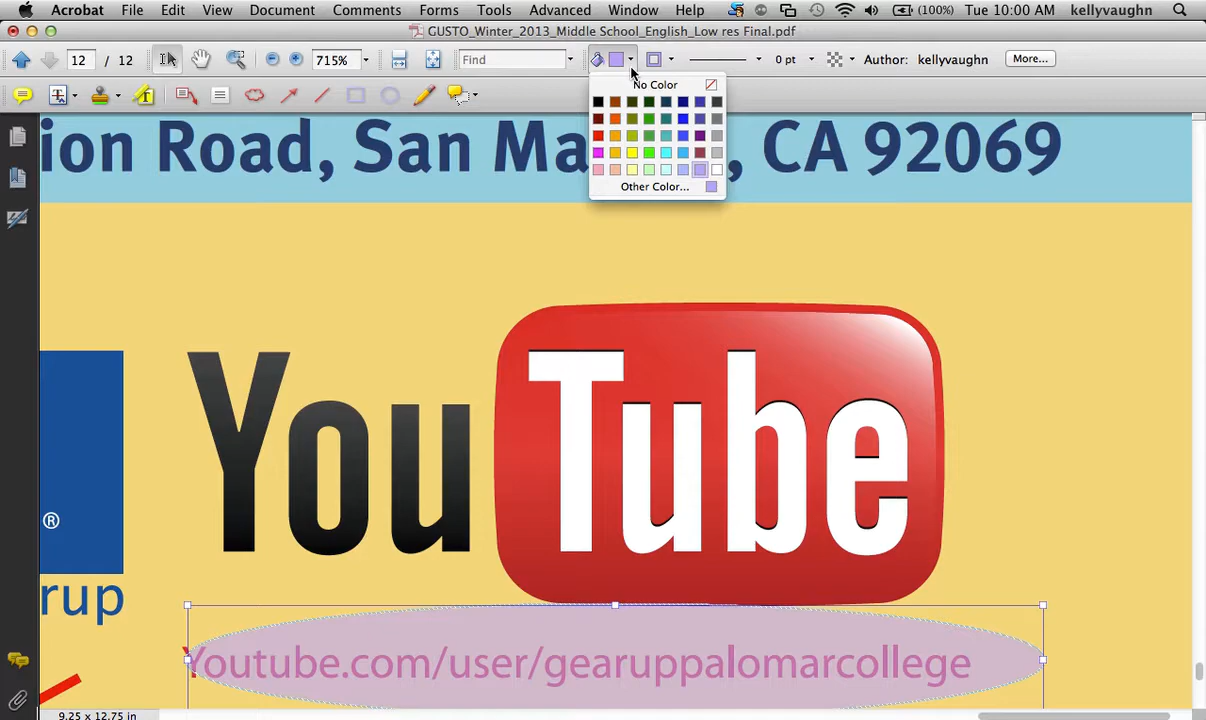 Acrobat File Edit View Document Comments Forms Tools Advanced Window Help (100%) Tue 10:00 AM kellyvaughn
GUSTO_Winter_2013_Middle School_English_Low res Final.pdf
12 / 12 715% Find 0 pt Author: kellyvaughn More...
No Color
Other Color...
ion Road, San Ma , CA 92069
YouTube
®
rup
Youtube.com/user/gearuppalomarcollege
9.25 x 12.75 in